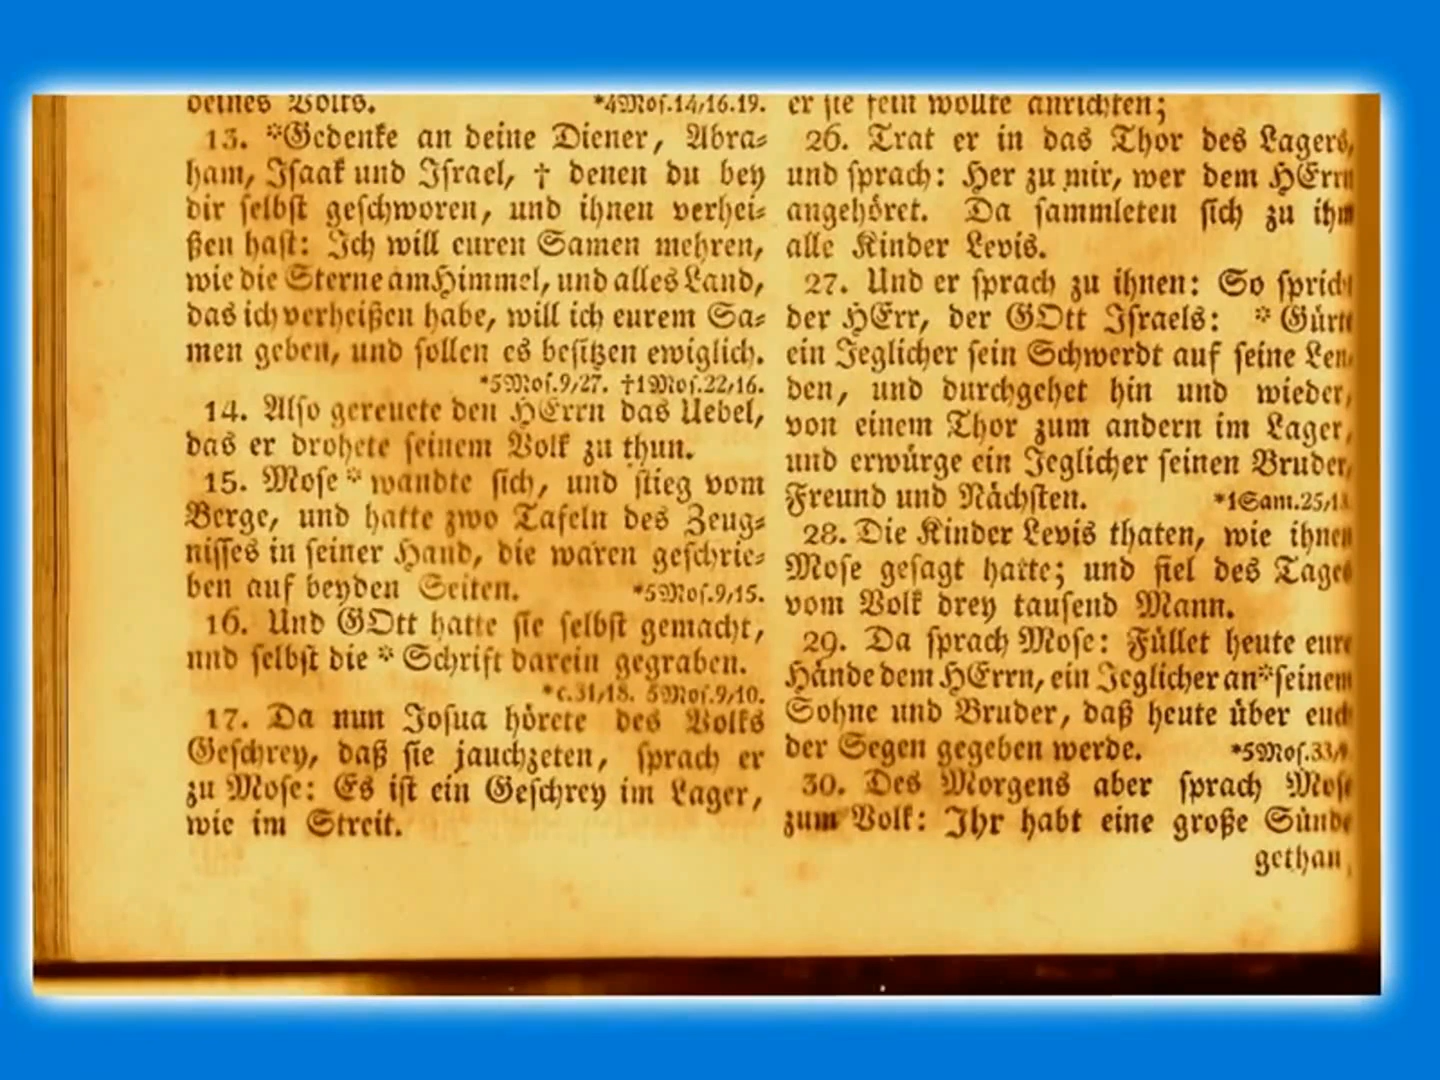 deines Volks. *4Mos.14,16.19.
13. *Gedenke an deine Diener, Abra-
ham, Isaak und Israel, † denen du bey
dir selbst geschworen, und ihnen verhei-
ßen hast: Ich will euren Samen mehren,
wie die Sterne am Himmel, und alles Land,
das ich verheißen habe, will ich eurem Sa-
men geben, und sollen es besitzen ewiglich.
*5Mos.9,27. †1Mos.22,16.
14. Also gereuete den HErrn das Uebel,
das er drohete seinem Volk zu thun.
15. Mose * wandte sich, und stieg vom
Berge, und hatte zwo Tafeln des Zeug-
nisses in seiner Hand, die waren geschrie-
ben auf beyden Seiten. *5Mos.9,15.
16. Und GOtt hatte sie selbst gemacht,
und selbst die * Schrift darein gegraben.
*c.31,18. 5Mos.9,10.
17. Da nun Josua hörete des Volks
Geschrey, daß sie jauchzeten, sprach er
zu Mose: Es ist ein Geschrey im Lager,
wie im Streit.
er sie fein wollte anrichten;
26. Trat er in das Thor des Lagers,
und sprach: Her zu mir, wer dem HErrn
angehöret. Da sammleten sich zu ihm
alle Kinder Levis.
27. Und er sprach zu ihnen: So spricht
der HErr, der GOtt Israels: * Gürte
ein Jeglicher sein Schwerdt auf seine Len-
den, und durchgehet hin und wieder,
von einem Thor zum andern im Lager,
und erwürge ein Jeglicher seinen Bruder,
Freund und Nächsten. *1Sam.25,13.
28. Die Kinder Levis thaten, wie ihnen
Mose gesagt hatte; und fiel des Tages
vom Volk drey tausend Mann.
29. Da sprach Mose: Füllet heute eure
Hände dem HErrn, ein Jeglicher an*seinem
Sohne und Bruder, daß heute über euch
der Segen gegeben werde. *5Mos.33,9.
30. Des Morgens aber sprach Mose
zum Volk: Ihr habt eine große Sünde
gethan,